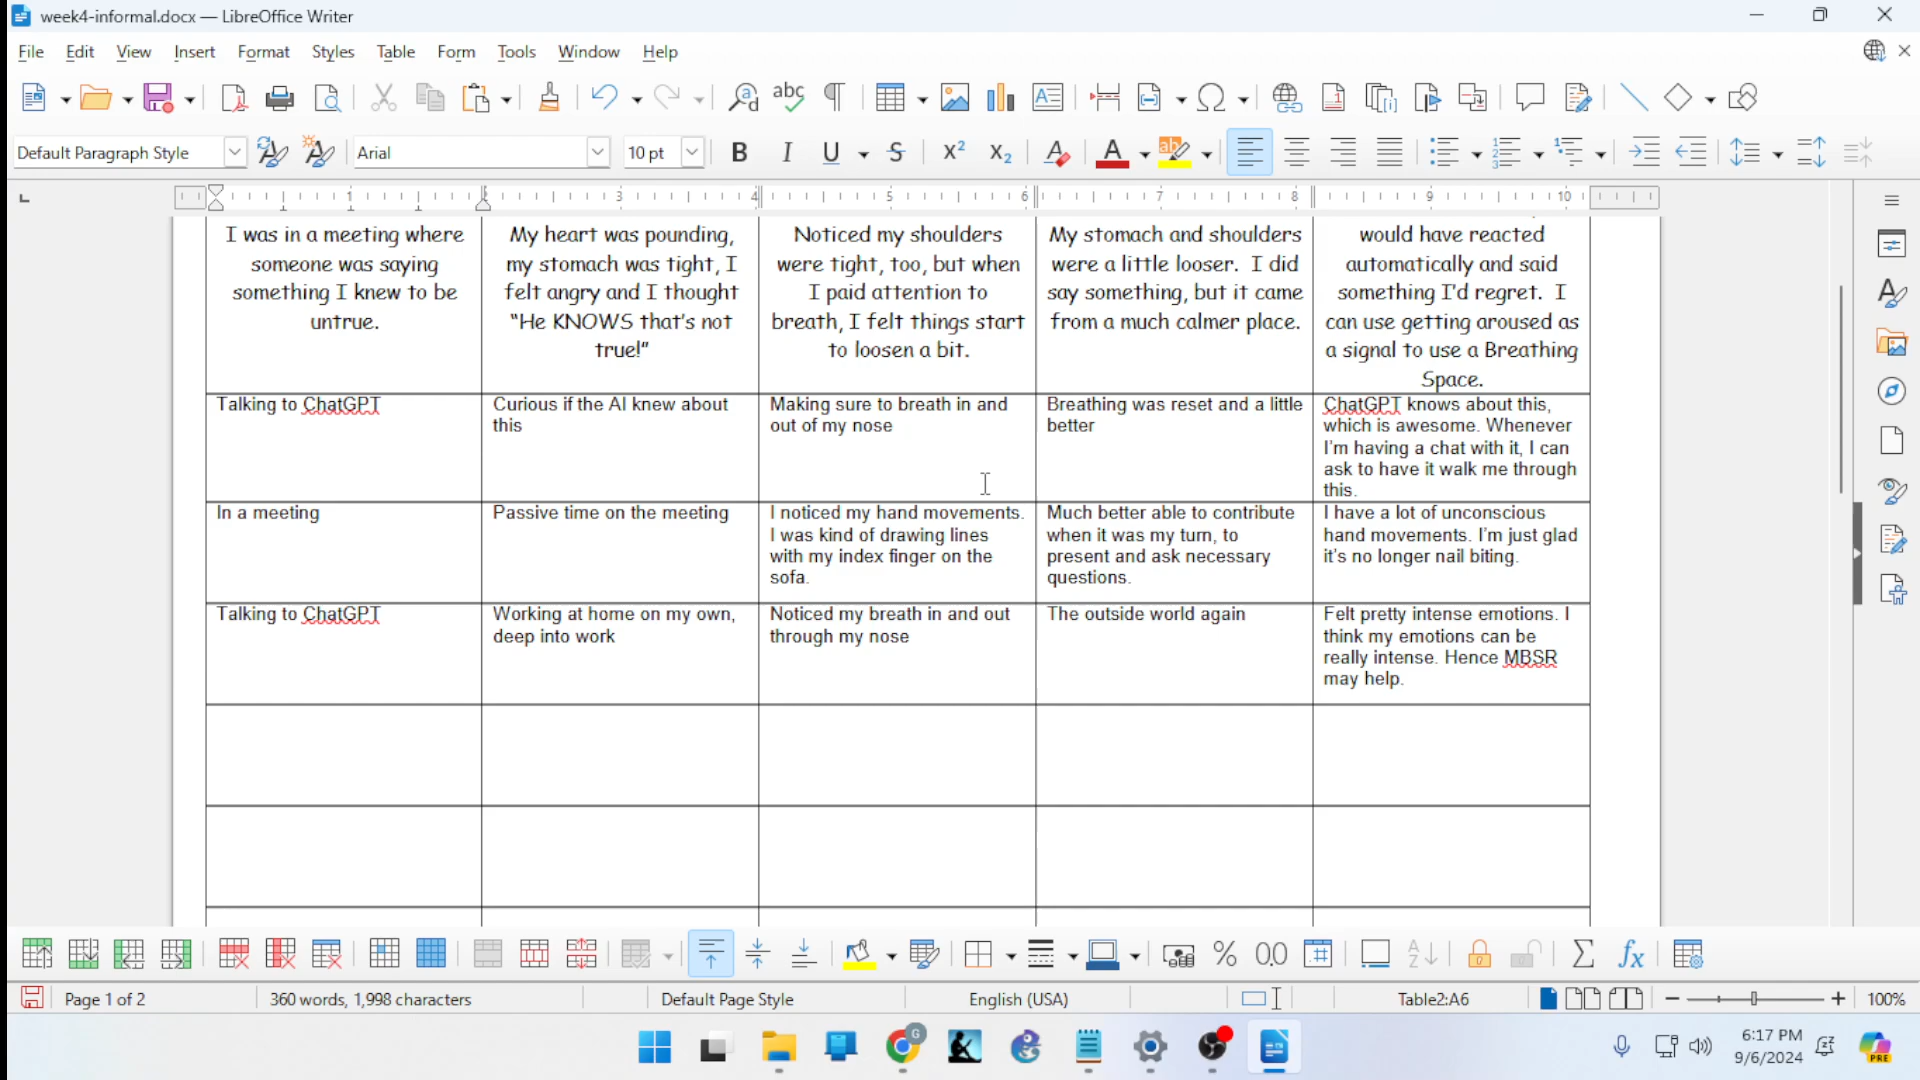 week4-informal.docx — LibreOffice Writer
File Edit View Insert Format Styles Table Form Tools Window Help
Default Paragraph Style Arial 10 pt
1 3 4 5 6 7 8 9 10
I was in a meeting where
someone was saying
something I knew to be
untrue.
My heart was pounding,
my stomach was tight, I
felt angry and I thought
"He KNOWS that's not
true!"
Noticed my shoulders
were tight, too, but when
I paid attention to
breath, I felt things start
to loosen a bit.
My stomach and shoulders
were a little looser. I did
say something, but it came
from a much calmer place.
would have reacted
automatically and said
something I'd regret. I
can use getting aroused as
a signal to use a Breathing
Space.
Talking to ChatGPT
Curious if the AI knew about
this
Making sure to breath in and
out of my nose
Breathing was reset and a little
better
ChatGPT knows about this,
which is awesome. Whenever
I'm having a chat with it, I can
ask to have it walk me through
this.
In a meeting
Passive time on the meeting
I noticed my hand movements.
I was kind of drawing lines
with my index finger on the
sofa.
Much better able to contribute
when it was my turn, to
present and ask necessary
questions.
I have a lot of unconscious
hand movements. I'm just glad
it's no longer nail biting.
Talking to ChatGPT
Working at home on my own,
deep into work
Noticed my breath in and out
through my nose
The outside world again
Felt pretty intense emotions. I
think my emotions can be
really intense. Hence MBSR
may help.
Page 1 of 2 360 words, 1,998 characters Default Page Style English (USA) Table2:A6 100%
6:17 PM
9/6/2024